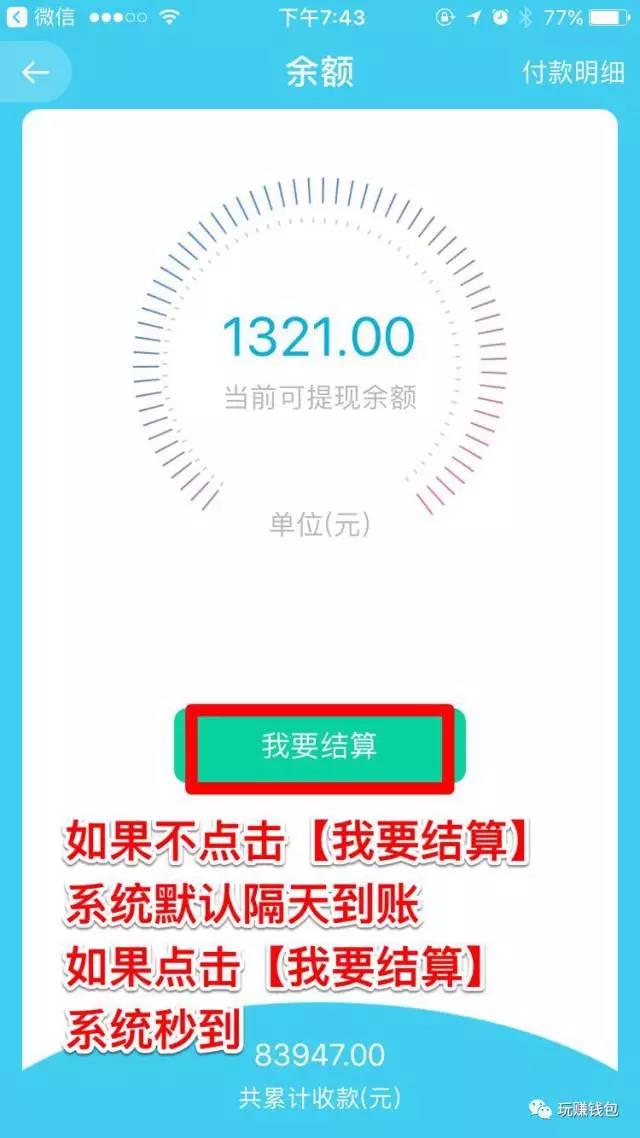 微信 下午7:43 77%
余额 付款明细
1321.00
当前可提现余额
单位(元)
我要结算
如果不点击【我要结算】
系统默认隔天到账
如果点击【我要结算】
系统秒到
83947.00
共累计收款(元)
玩赚钱包